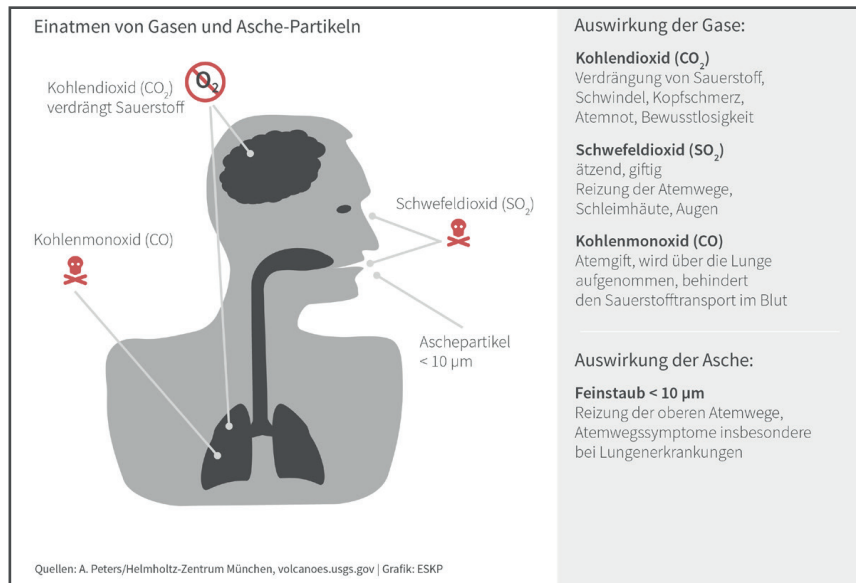 Einatmen von Gasen und Asche-Partikeln
O₂
Kohlendioxid (CO₂)
verdrängt Sauerstoff
Schwefeldioxid (SO₂)
Kohlenmonoxid (CO)
Aschepartikel
< 10 µm
Quellen: A. Peters/Helmholtz-Zentrum München, volcanoes.usgs.gov | Grafik: ESKP
Auswirkung der Gase:
Kohlendioxid (CO₂)
Verdrängung von Sauerstoff,
Schwindel, Kopfschmerz,
Atemnot, Bewusstlosigkeit
Schwefeldioxid (SO₂)
ätzend, giftig
Reizung der Atemwege,
Schleimhäute, Augen
Kohlenmonoxid (CO)
Atemgift, wird über die Lunge
aufgenommen, behindert
den Sauerstofftransport im Blut
Auswirkung der Asche:
Feinstaub < 10 µm
Reizung der oberen Atemwege,
Atemwegssymptome insbesondere
bei Lungenerkrankungen